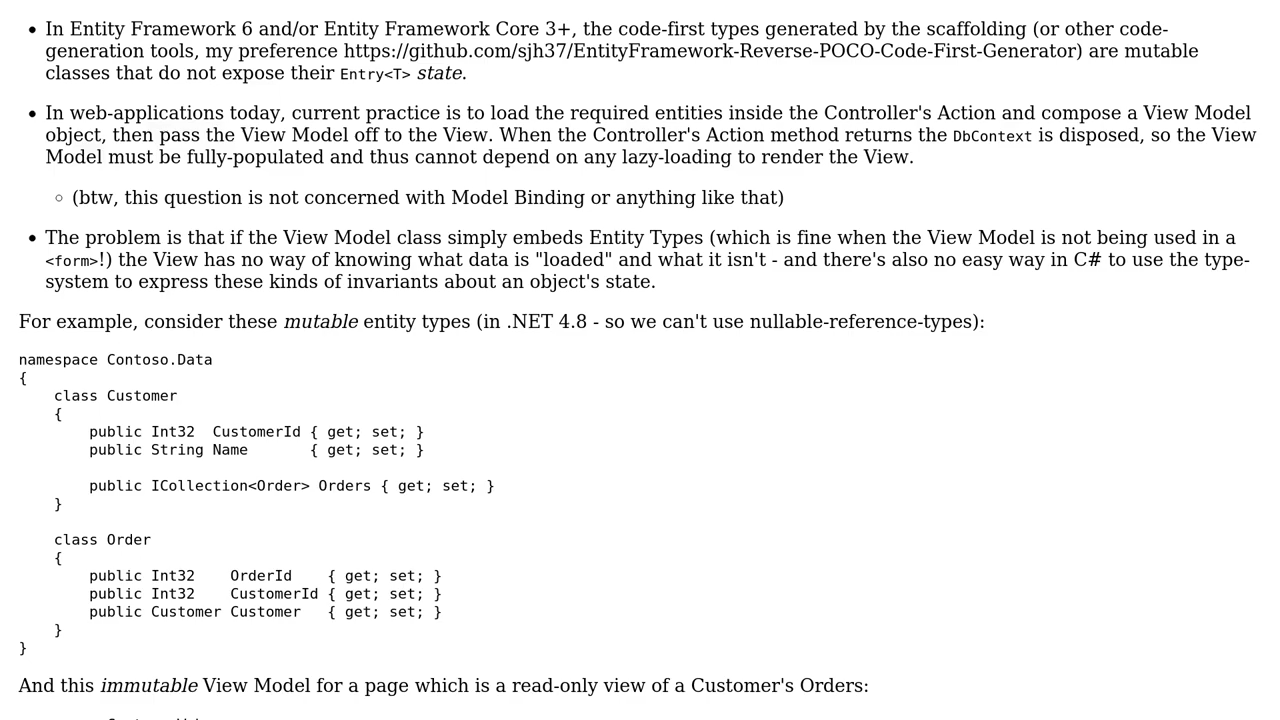 • In Entity Framework 6 and/or Entity Framework Core 3+, the code-first types generated by the scaffolding (or other code-
generation tools, my preference https://github.com/sjh37/EntityFramework-Reverse-POCO-Code-First-Generator) are mutable
classes that do not expose their Entry<T> state.
• In web-applications today, current practice is to load the required entities inside the Controller's Action and compose a View Model
object, then pass the View Model off to the View. When the Controller's Action method returns the DbContext is disposed, so the View
Model must be fully-populated and thus cannot depend on any lazy-loading to render the View.
◦ (btw, this question is not concerned with Model Binding or anything like that)
• The problem is that if the View Model class simply embeds Entity Types (which is fine when the View Model is not being used in a
<form>!) the View has no way of knowing what data is "loaded" and what it isn't - and there's also no easy way in C# to use the type-
system to express these kinds of invariants about an object's state.
For example, consider these mutable entity types (in .NET 4.8 - so we can't use nullable-reference-types):
namespace Contoso.Data
{
    class Customer
    {
        public Int32  CustomerId { get; set; }
        public String Name       { get; set; }
        public ICollection<Order> Orders { get; set; }
    }
    class Order
    {
        public Int32    OrderId    { get; set; }
        public Int32    CustomerId { get; set; }
        public Customer Customer   { get; set; }
    }
}
And this immutable View Model for a page which is a read-only view of a Customer's Orders: